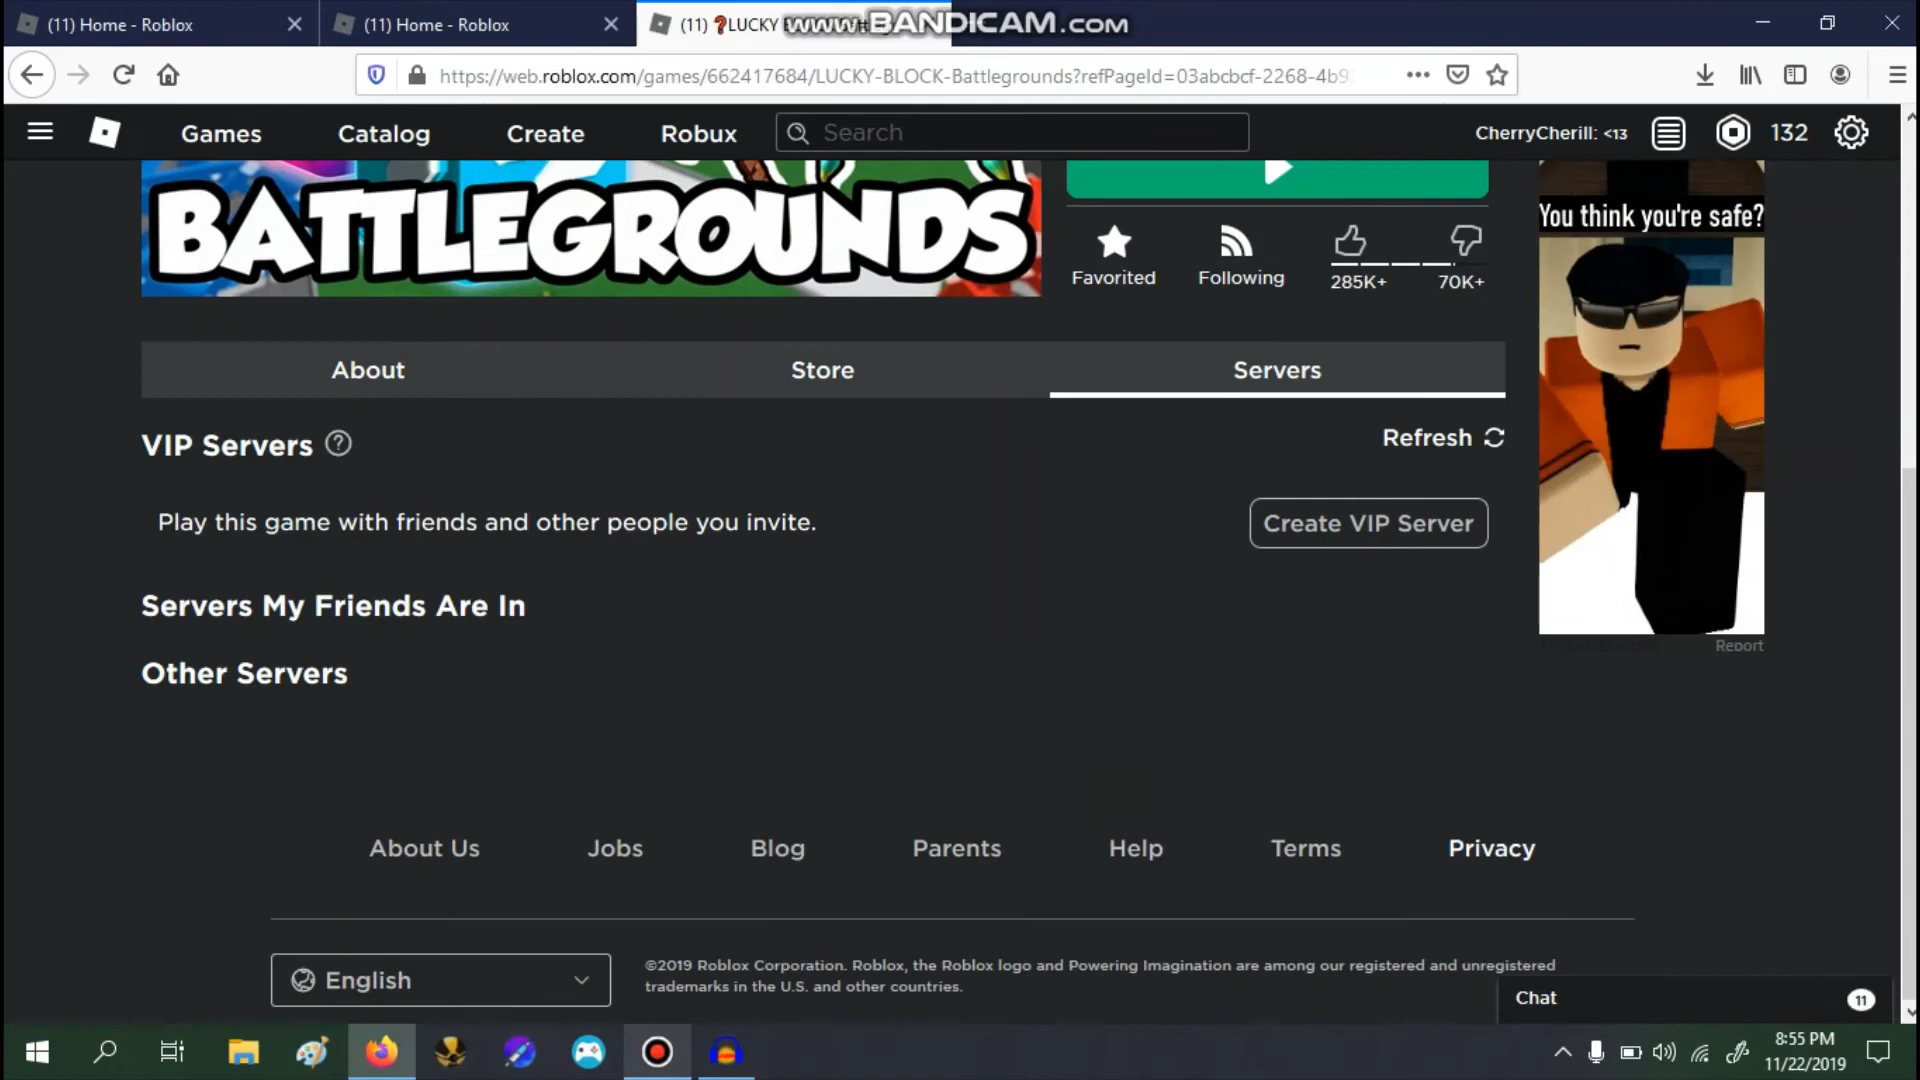 (11) Home - Roblox
(11) Home - Roblox
(11) ❓LUCKY
www.BANDICAM.com
https://web.roblox.com/games/662417684/LUCKY-BLOCK-Battlegrounds?refPageId=03abcbcf-2268-4b9
Games
Catalog
Create
Robux
Search
CherryCherill: <13
132
BATTLEGROUNDS
Favorited
Following
285K+
70K+
You think you're safe?
About
Store
Servers
VIP Servers
Refresh
Play this game with friends and other people you invite.
Create VIP Server
Servers My Friends Are In
Report
Other Servers
About Us
Jobs
Blog
Parents
Help
Terms
Privacy
English
©2019 Roblox Corporation. Roblox, the Roblox logo and Powering Imagination are among our registered and unregistered
trademarks in the U.S. and other countries.
Chat
11
8:55 PM
11/22/2019